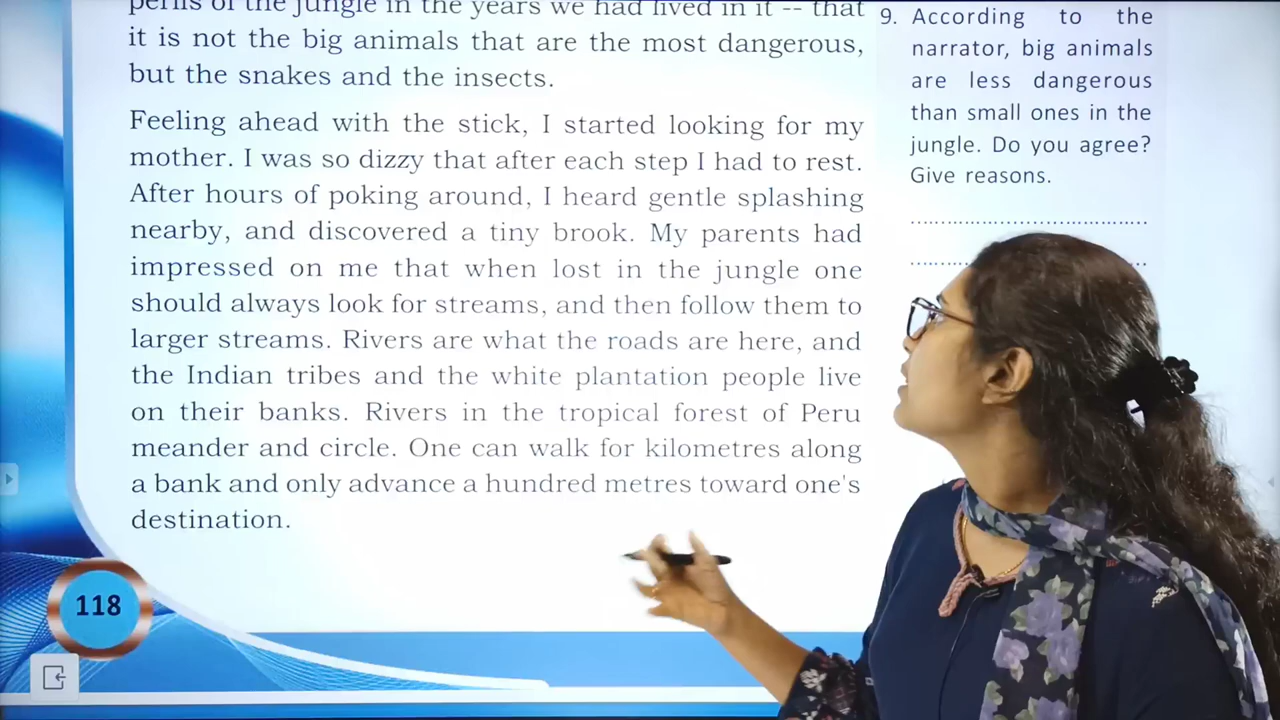 perils of the jungle in the years we had lived in it -- that
it is not the big animals that are the most dangerous,
but the snakes and the insects.
Feeling ahead with the stick, I started looking for my
mother. I was so dizzy that after each step I had to rest.
After hours of poking around, I heard gentle splashing
nearby, and discovered a tiny brook. My parents had
impressed on me that when lost in the jungle one
should always look for streams, and then follow them to
larger streams. Rivers are what the roads are here, and
the Indian tribes and the white plantation people live
on their banks. Rivers in the tropical forest of Peru
meander and circle. One can walk for kilometres along
a bank and only advance a hundred metres toward one's
destination.
118
9. According to the
narrator, big animals
are less dangerous
than small ones in the
jungle. Do you agree?
Give reasons.